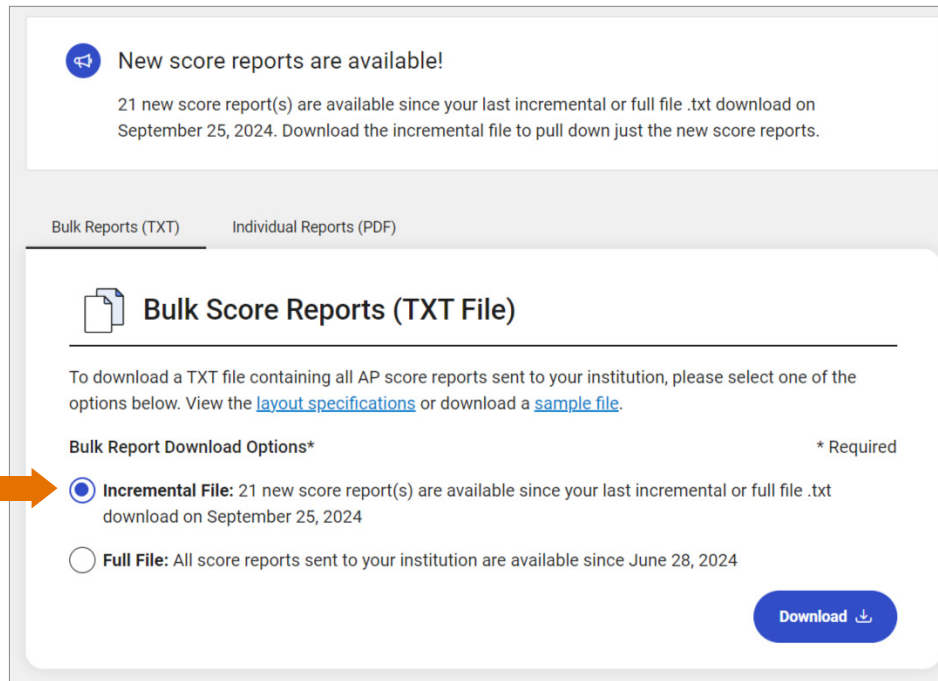 New score reports are available!
21 new score report(s) are available since your last incremental or full file .txt download on
September 25, 2024. Download the incremental file to pull down just the new score reports.
Bulk Reports (TXT) Individual Reports (PDF)
Bulk Score Reports (TXT File)
To download a TXT file containing all AP score reports sent to your institution, please select one of the
options below. View the layout specifications or download a sample file.
Bulk Report Download Options* * Required
Incremental File: 21 new score report(s) are available since your last incremental or full file .txt
download on September 25, 2024
Full File: All score reports sent to your institution are available since June 28, 2024
Download